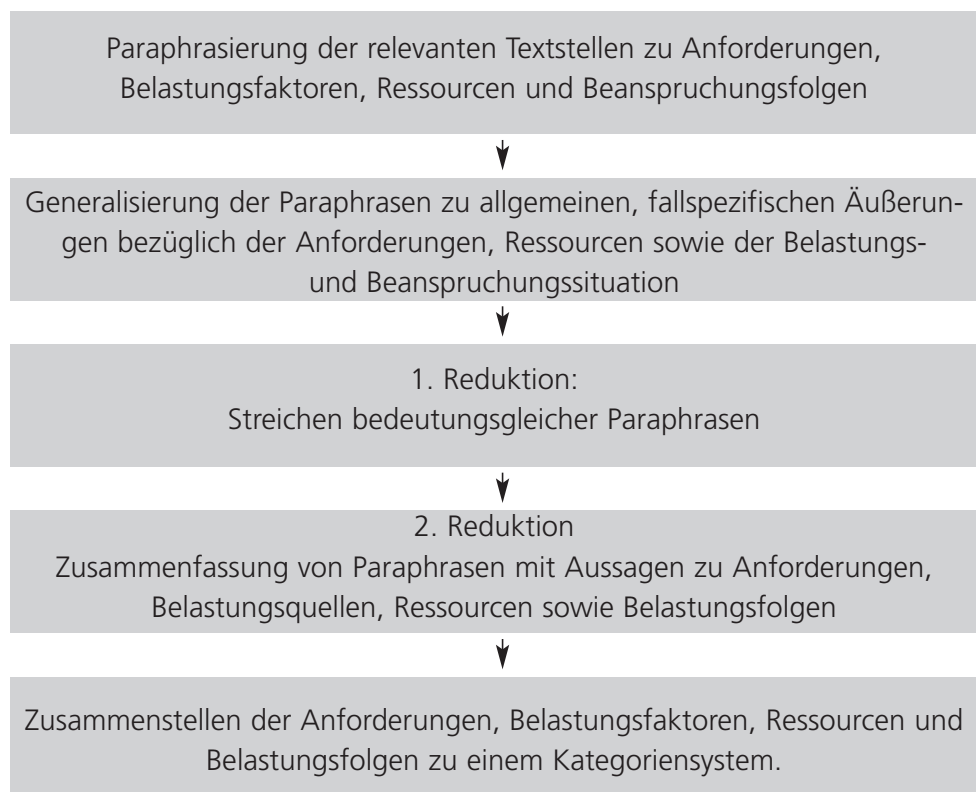 Paraphrasierung der relevanten Textstellen zu Anforderungen,
Belastungsfaktoren, Ressourcen und Beanspruchungsfolgen
Generalisierung der Paraphrasen zu allgemeinen, fallspezifischen Äußerun-
gen bezüglich der Anforderungen, Ressourcen sowie der Belastungs-
und Beanspruchungssituation
1. Reduktion:
Streichen bedeutungsgleicher Paraphrasen
2. Reduktion
Zusammenfassung von Paraphrasen mit Aussagen zu Anforderungen,
Belastungsquellen, Ressourcen sowie Belastungsfolgen
Zusammenstellen der Anforderungen, Belastungsfaktoren, Ressourcen und
Belastungsfolgen zu einem Kategoriensystem.